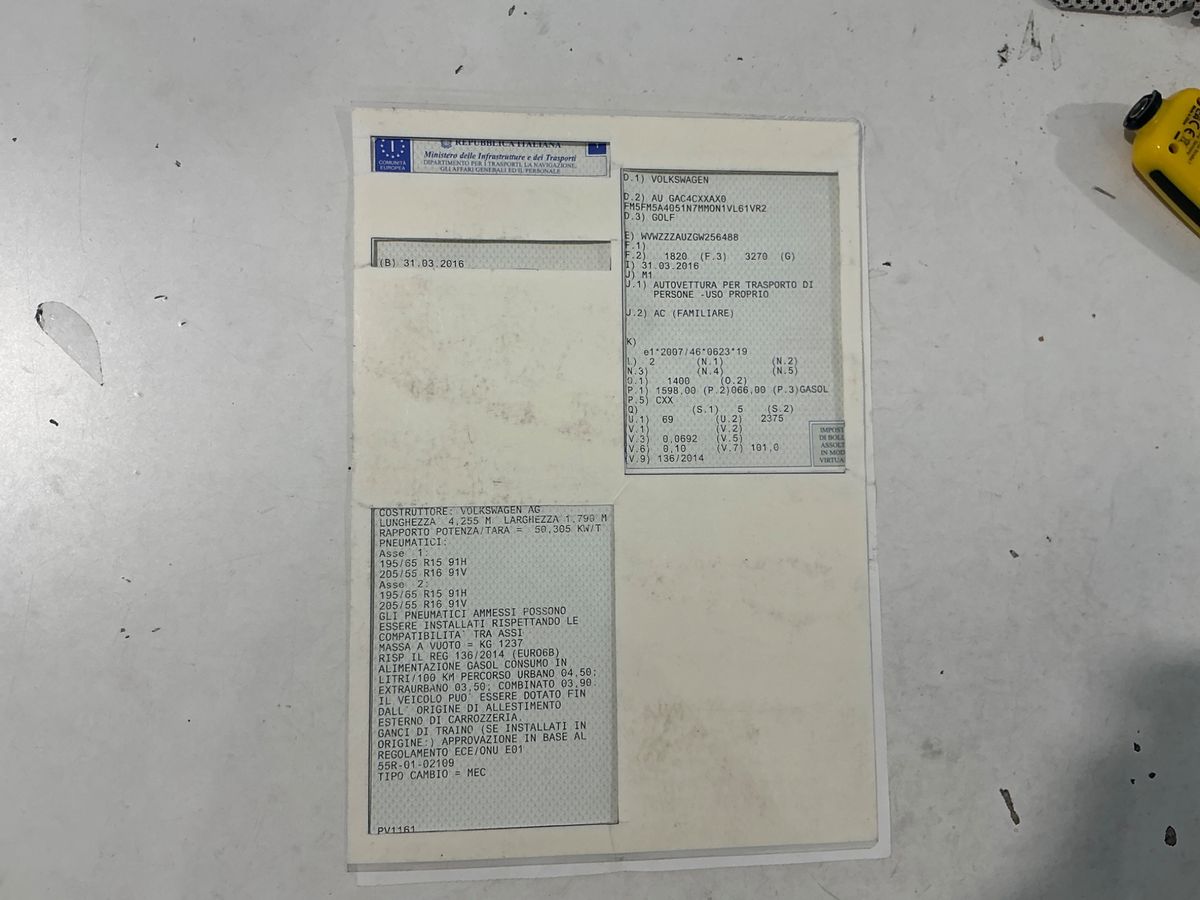 COMUNITÀ
EUROPEA
REPUBBLICA ITALIANA
Ministero delle Infrastrutture e dei Trasporti
DIPARTIMENTO PER I TRASPORTI, LA NAVIGAZIONE,
GLI AFFARI GENERALI ED IL PERSONALE
(B) 31.03.2016
D.1) VOLKSWAGEN
D.2) AU GAC4CXXAX0
FM5FM5A4051N7MMON1VL61VR2
D.3) GOLF
E) WVWZZZAUZGW256488
F.1)
F.2) 1820 (F.3) 3270 (G)
I) 31.03.2016
J) M1
J.1) AUTOVETTURA PER TRASPORTO DI
PERSONE -USO PROPRIO
J.2) AC (FAMILIARE)
K)
e1*2007/46*0623*19
L) 2 (N.1) (N.2)
N.3) (N.4) (N.5)
O.1) 1400 (O.2)
P.1) 1598,00 (P.2)066,00 (P.3)GASOL
P.5) CXX
Q) (S.1) 5 (S.2)
U.1) 69 (U.2) 2375
V.1) (V.2)
(V.3) 0,0692 (V.5)
(V.6) 0,10 (V.7) 101,0
(V.9) 136/2014
IMPOST
DI BOLL
ASSOLT
IN MOD
VIRTUA
COSTRUTTORE: VOLKSWAGEN AG
LUNGHEZZA 4,255 M LARGHEZZA 1,790 M
RAPPORTO POTENZA/TARA = 50,305 KW/T
PNEUMATICI:
Asse 1:
195/65 R15 91H
205/55 R16 91V
Asse 2:
195/65 R15 91H
205/55 R16 91V
GLI PNEUMATICI AMMESSI POSSONO
ESSERE INSTALLATI RISPETTANDO LE
COMPATIBILITA` TRA ASSI
MASSA A VUOTO = KG 1237
RISP IL REG 136/2014 (EURO6B)
ALIMENTAZIONE GASOL CONSUMO IN
LITRI/100 KM PERCORSO URBANO 04,50;
EXTRAURBANO 03,50; COMBINATO 03,90.
IL VEICOLO PUO` ESSERE DOTATO FIN
DALL` ORIGINE DI ALLESTIMENTO
ESTERNO DI CARROZZERIA.
GANCI DI TRAINO (SE INSTALLATI IN
ORIGINE:) APPROVAZIONE IN BASE AL
REGOLAMENTO ECE/ONU E01
55R-01-02109
TIPO CAMBIO = MEC
PV1161